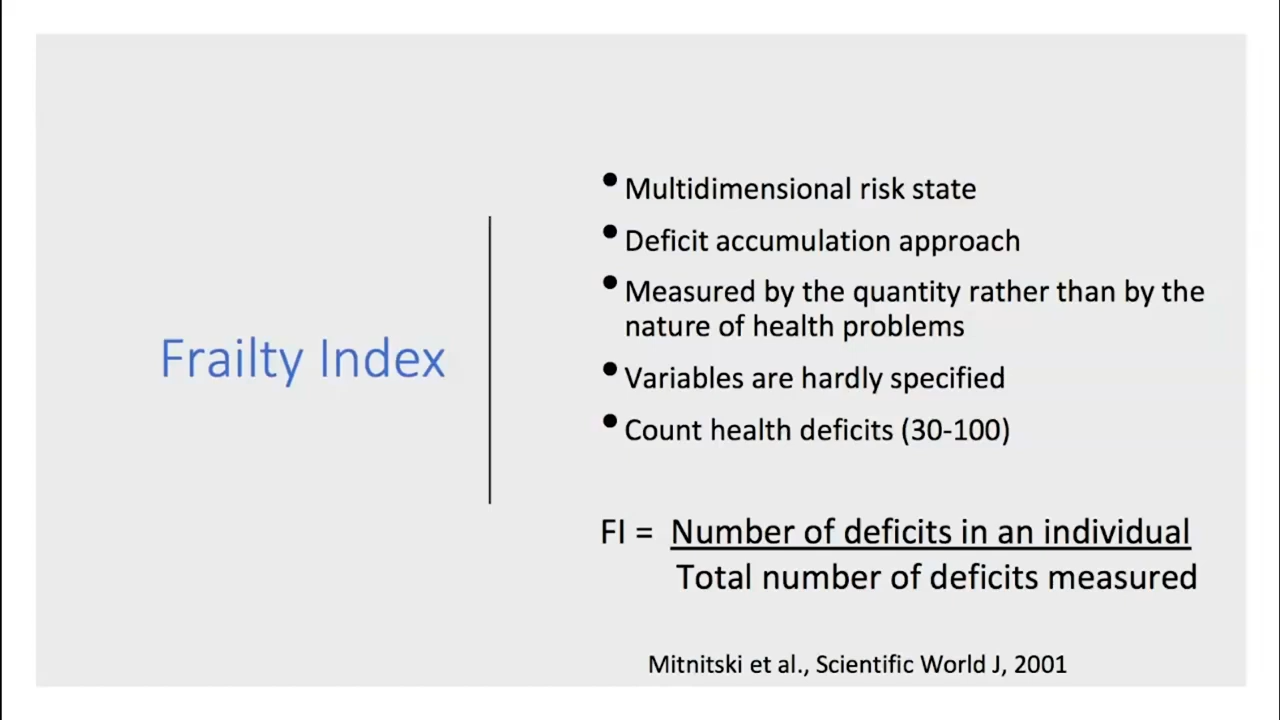 Frailty Index
• Multidimensional risk state
• Deficit accumulation approach
• Measured by the quantity rather than by the
nature of health problems
• Variables are hardly specified
• Count health deficits (30-100)
FI = Number of deficits in an individual
Total number of deficits measured
Mitnitski et al., Scientific World J, 2001